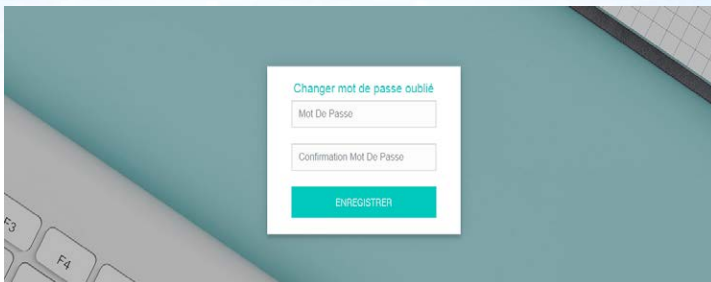 Changer mot de passe oublié
Mot De Passe
Confirmation Mot De Passe
ENREGISTRER
F3
F4